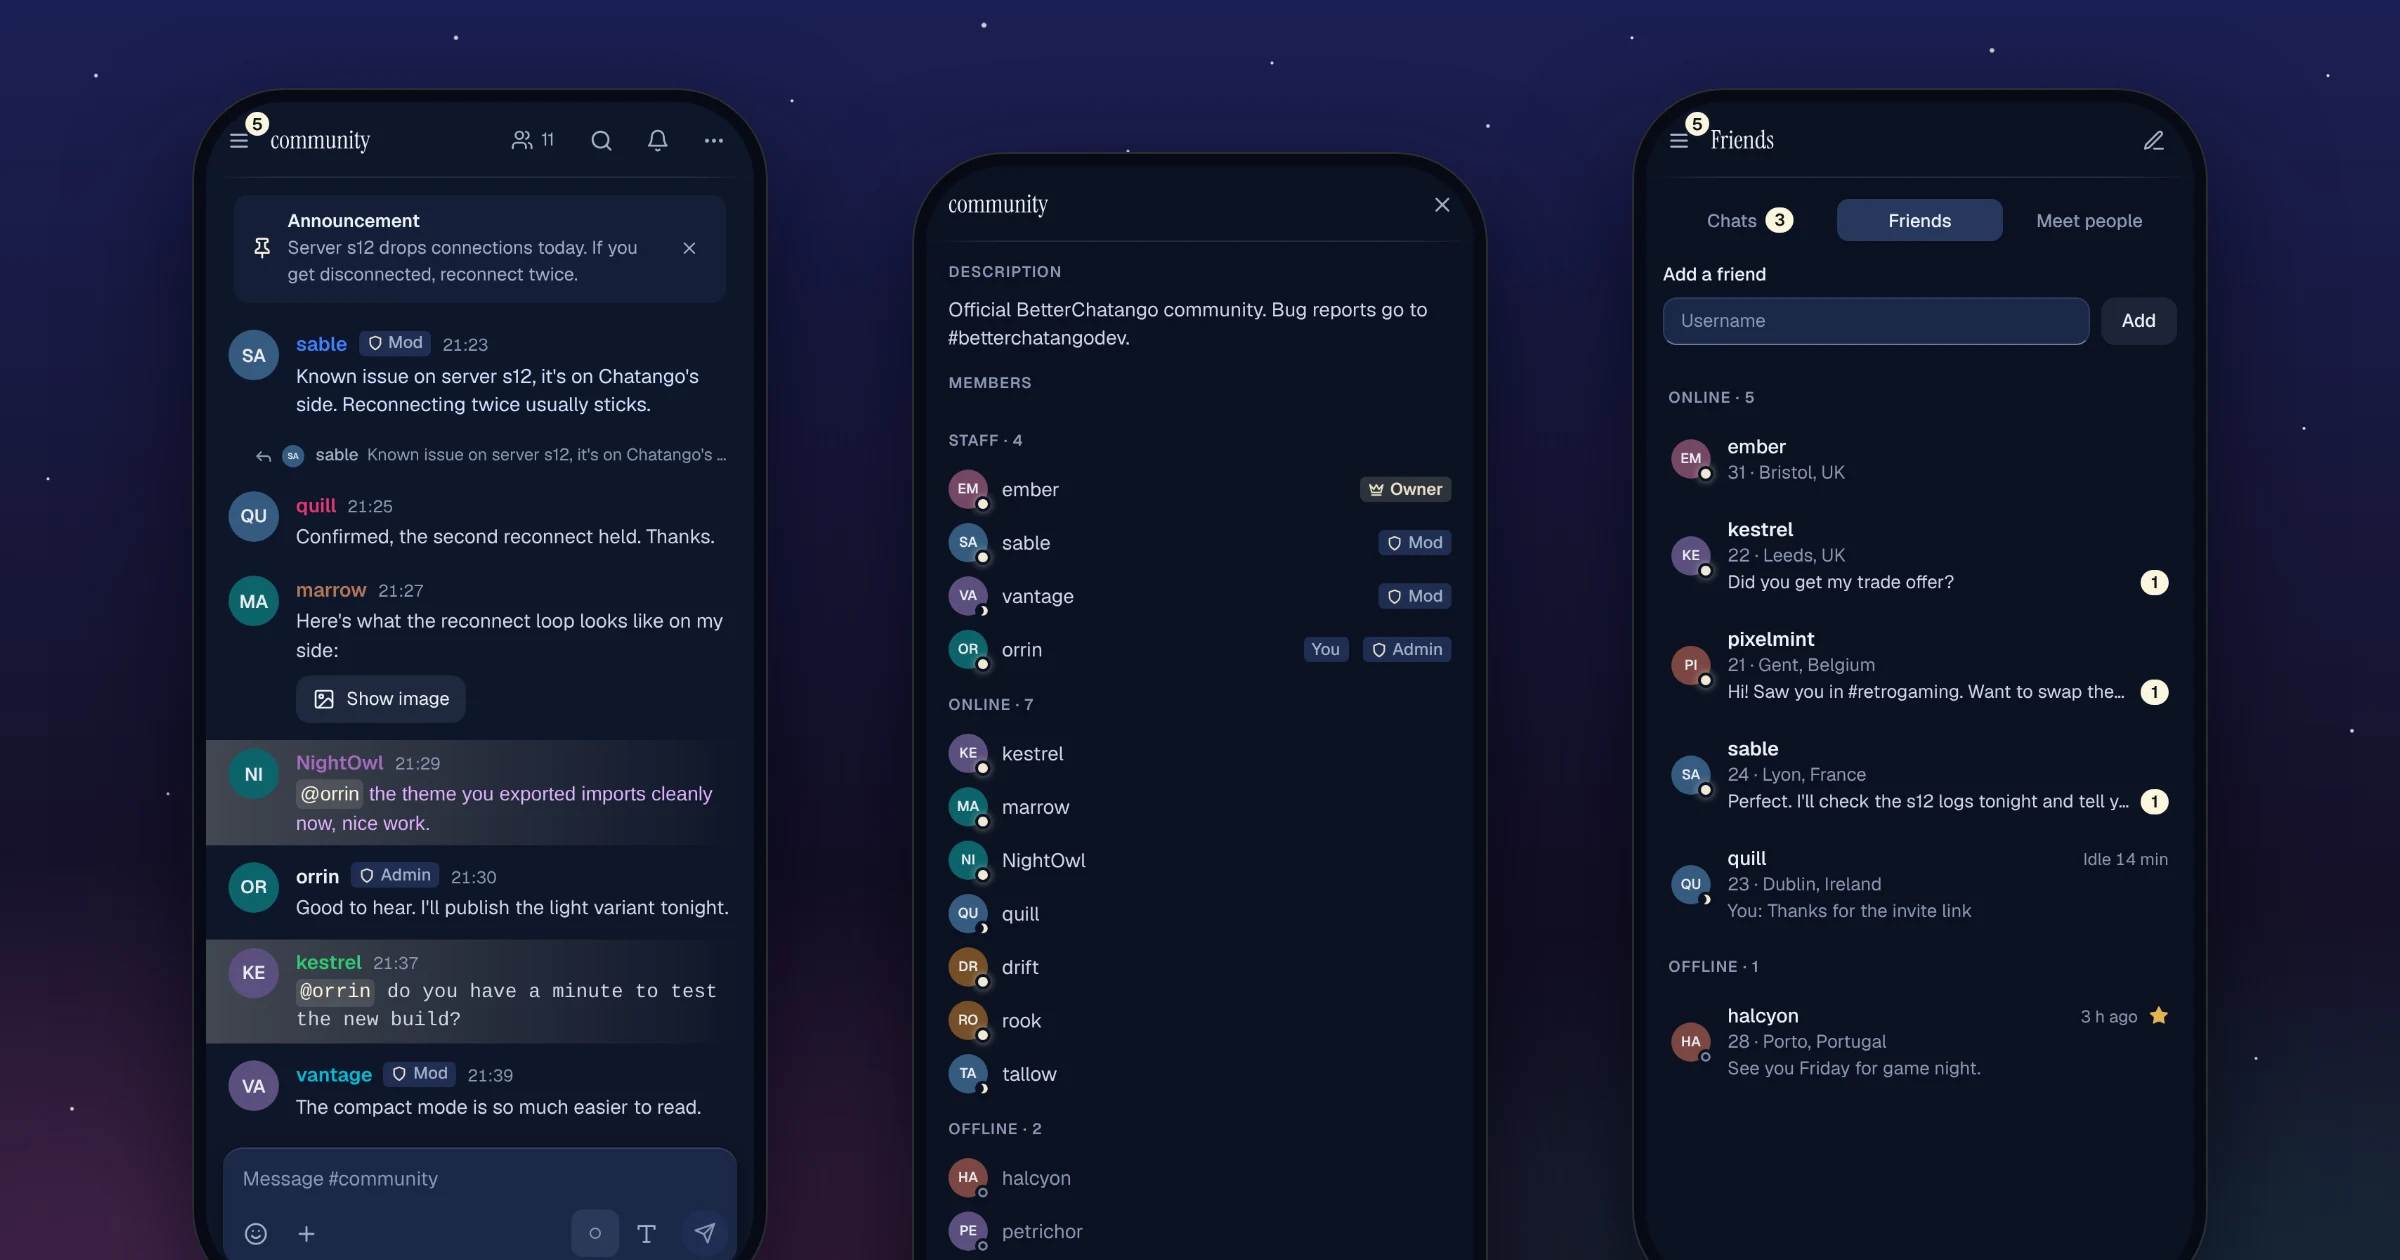 5
community
11
Announcement
Server s12 drops connections today. If you
get disconnected, reconnect twice.
SA
sable Mod 21:23
Known issue on server s12, it's on Chatango's
side. Reconnecting twice usually sticks.
SA sable Known issue on server s12, it's on Chatango's ...
QU
quill 21:25
Confirmed, the second reconnect held. Thanks.
MA
marrow 21:27
Here's what the reconnect loop looks like on my
side:
Show image
NI
NightOwl 21:29
@orrin the theme you exported imports cleanly
now, nice work.
OR
orrin Admin 21:30
Good to hear. I'll publish the light variant tonight.
KE
kestrel 21:37
@orrin do you have a minute to test
the new build?
VA
vantage Mod 21:39
The compact mode is so much easier to read.
Message #community
T
community
DESCRIPTION
Official BetterChatango community. Bug reports go to
#betterchatangodev.
MEMBERS
STAFF · 4
EM ember Owner
SA sable Mod
VA vantage Mod
OR orrin You Admin
ONLINE · 7
KE kestrel
MA marrow
NI NightOwl
QU quill
DR drift
RO rook
TA tallow
OFFLINE · 2
HA halcyon
PE petrichor
5
Friends
Chats 3 Friends Meet people
Add a friend
Username Add
ONLINE · 5
EM
ember
31 · Bristol, UK
KE
kestrel
22 · Leeds, UK
Did you get my trade offer? 1
PI
pixelmint
21 · Gent, Belgium
Hi! Saw you in #retrogaming. Want to swap the... 1
SA
sable
24 · Lyon, France
Perfect. I'll check the s12 logs tonight and tell y... 1
QU
quill Idle 14 min
23 · Dublin, Ireland
You: Thanks for the invite link
OFFLINE · 1
HA
halcyon 3 h ago
28 · Porto, Portugal
See you Friday for game night.